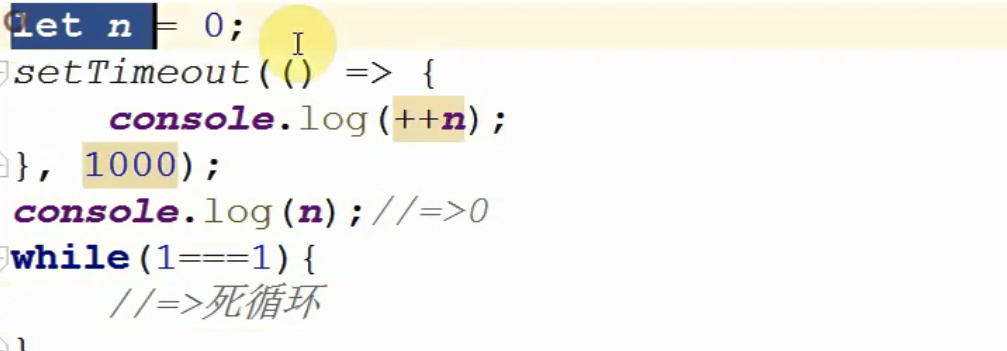 let n = 0;
setTimeout(() => {
console.log(++n);
}, 1000);
console.log(n);//=>0
while(1===1){
//=>死循环
}